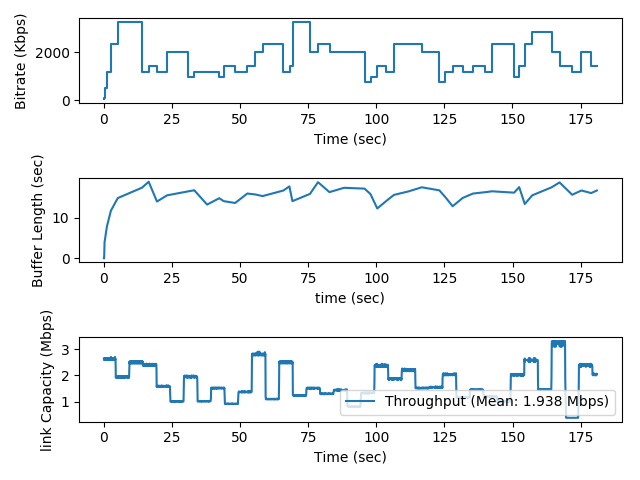 Bitrate (Kbps)
2000
0
0 25 50 75 100 125 150 175
Time (sec)
Buffer Length (sec)
10
0
0 25 50 75 100 125 150 175
time (sec)
link Capacity (Mbps)
3
2
1
Throughput (Mean: 1.938 Mbps)
0 25 50 75 100 125 150 175
Time (sec)